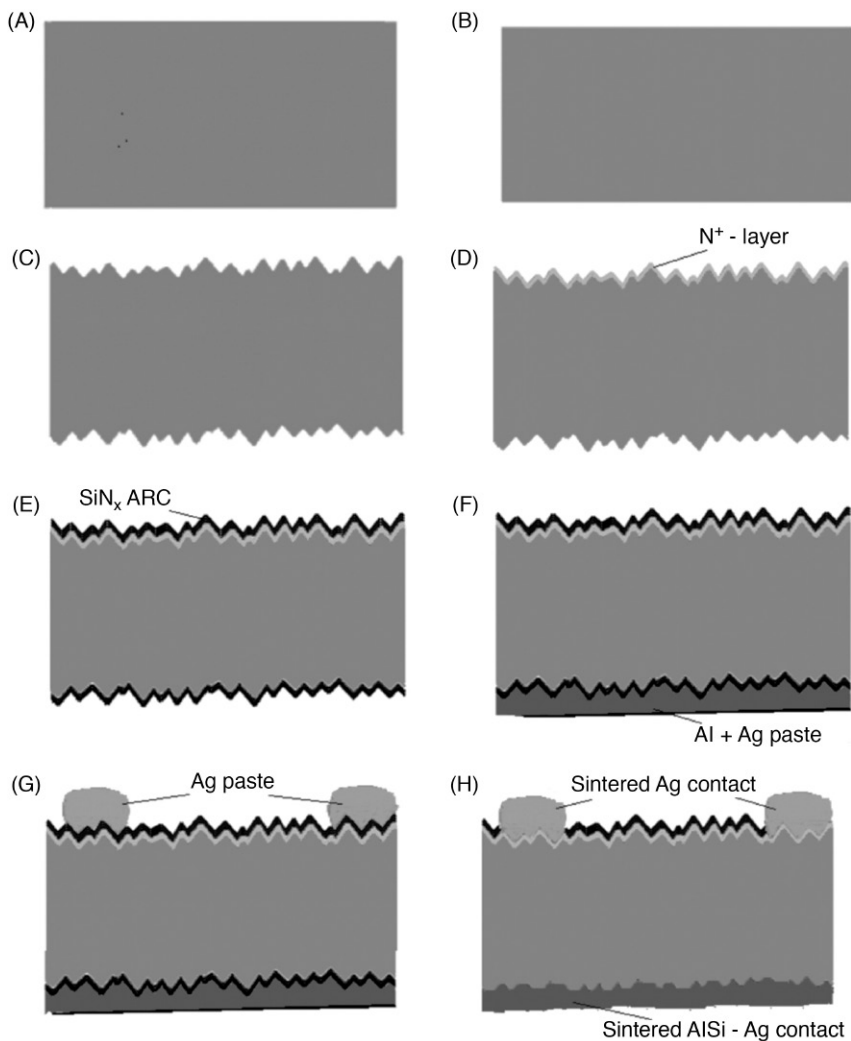 (A)
(B)
(C)
N⁺ - layer
(D)
SiNₓ ARC
(E)
(F)
Al + Ag paste
(G)
Ag paste
(H)
Sintered Ag contact
Sintered AlSi - Ag contact